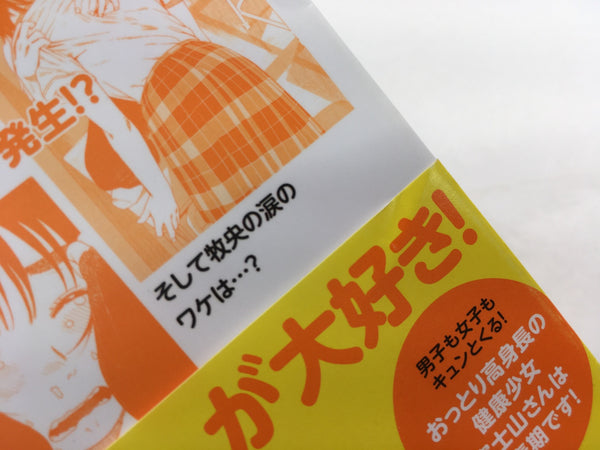 発生!?
そして牧央の涙の
ワケは…?
が大好き!
男子も女子も
キュンとくる!
おっとり高身長の
健康少女
士山さんは
期です!